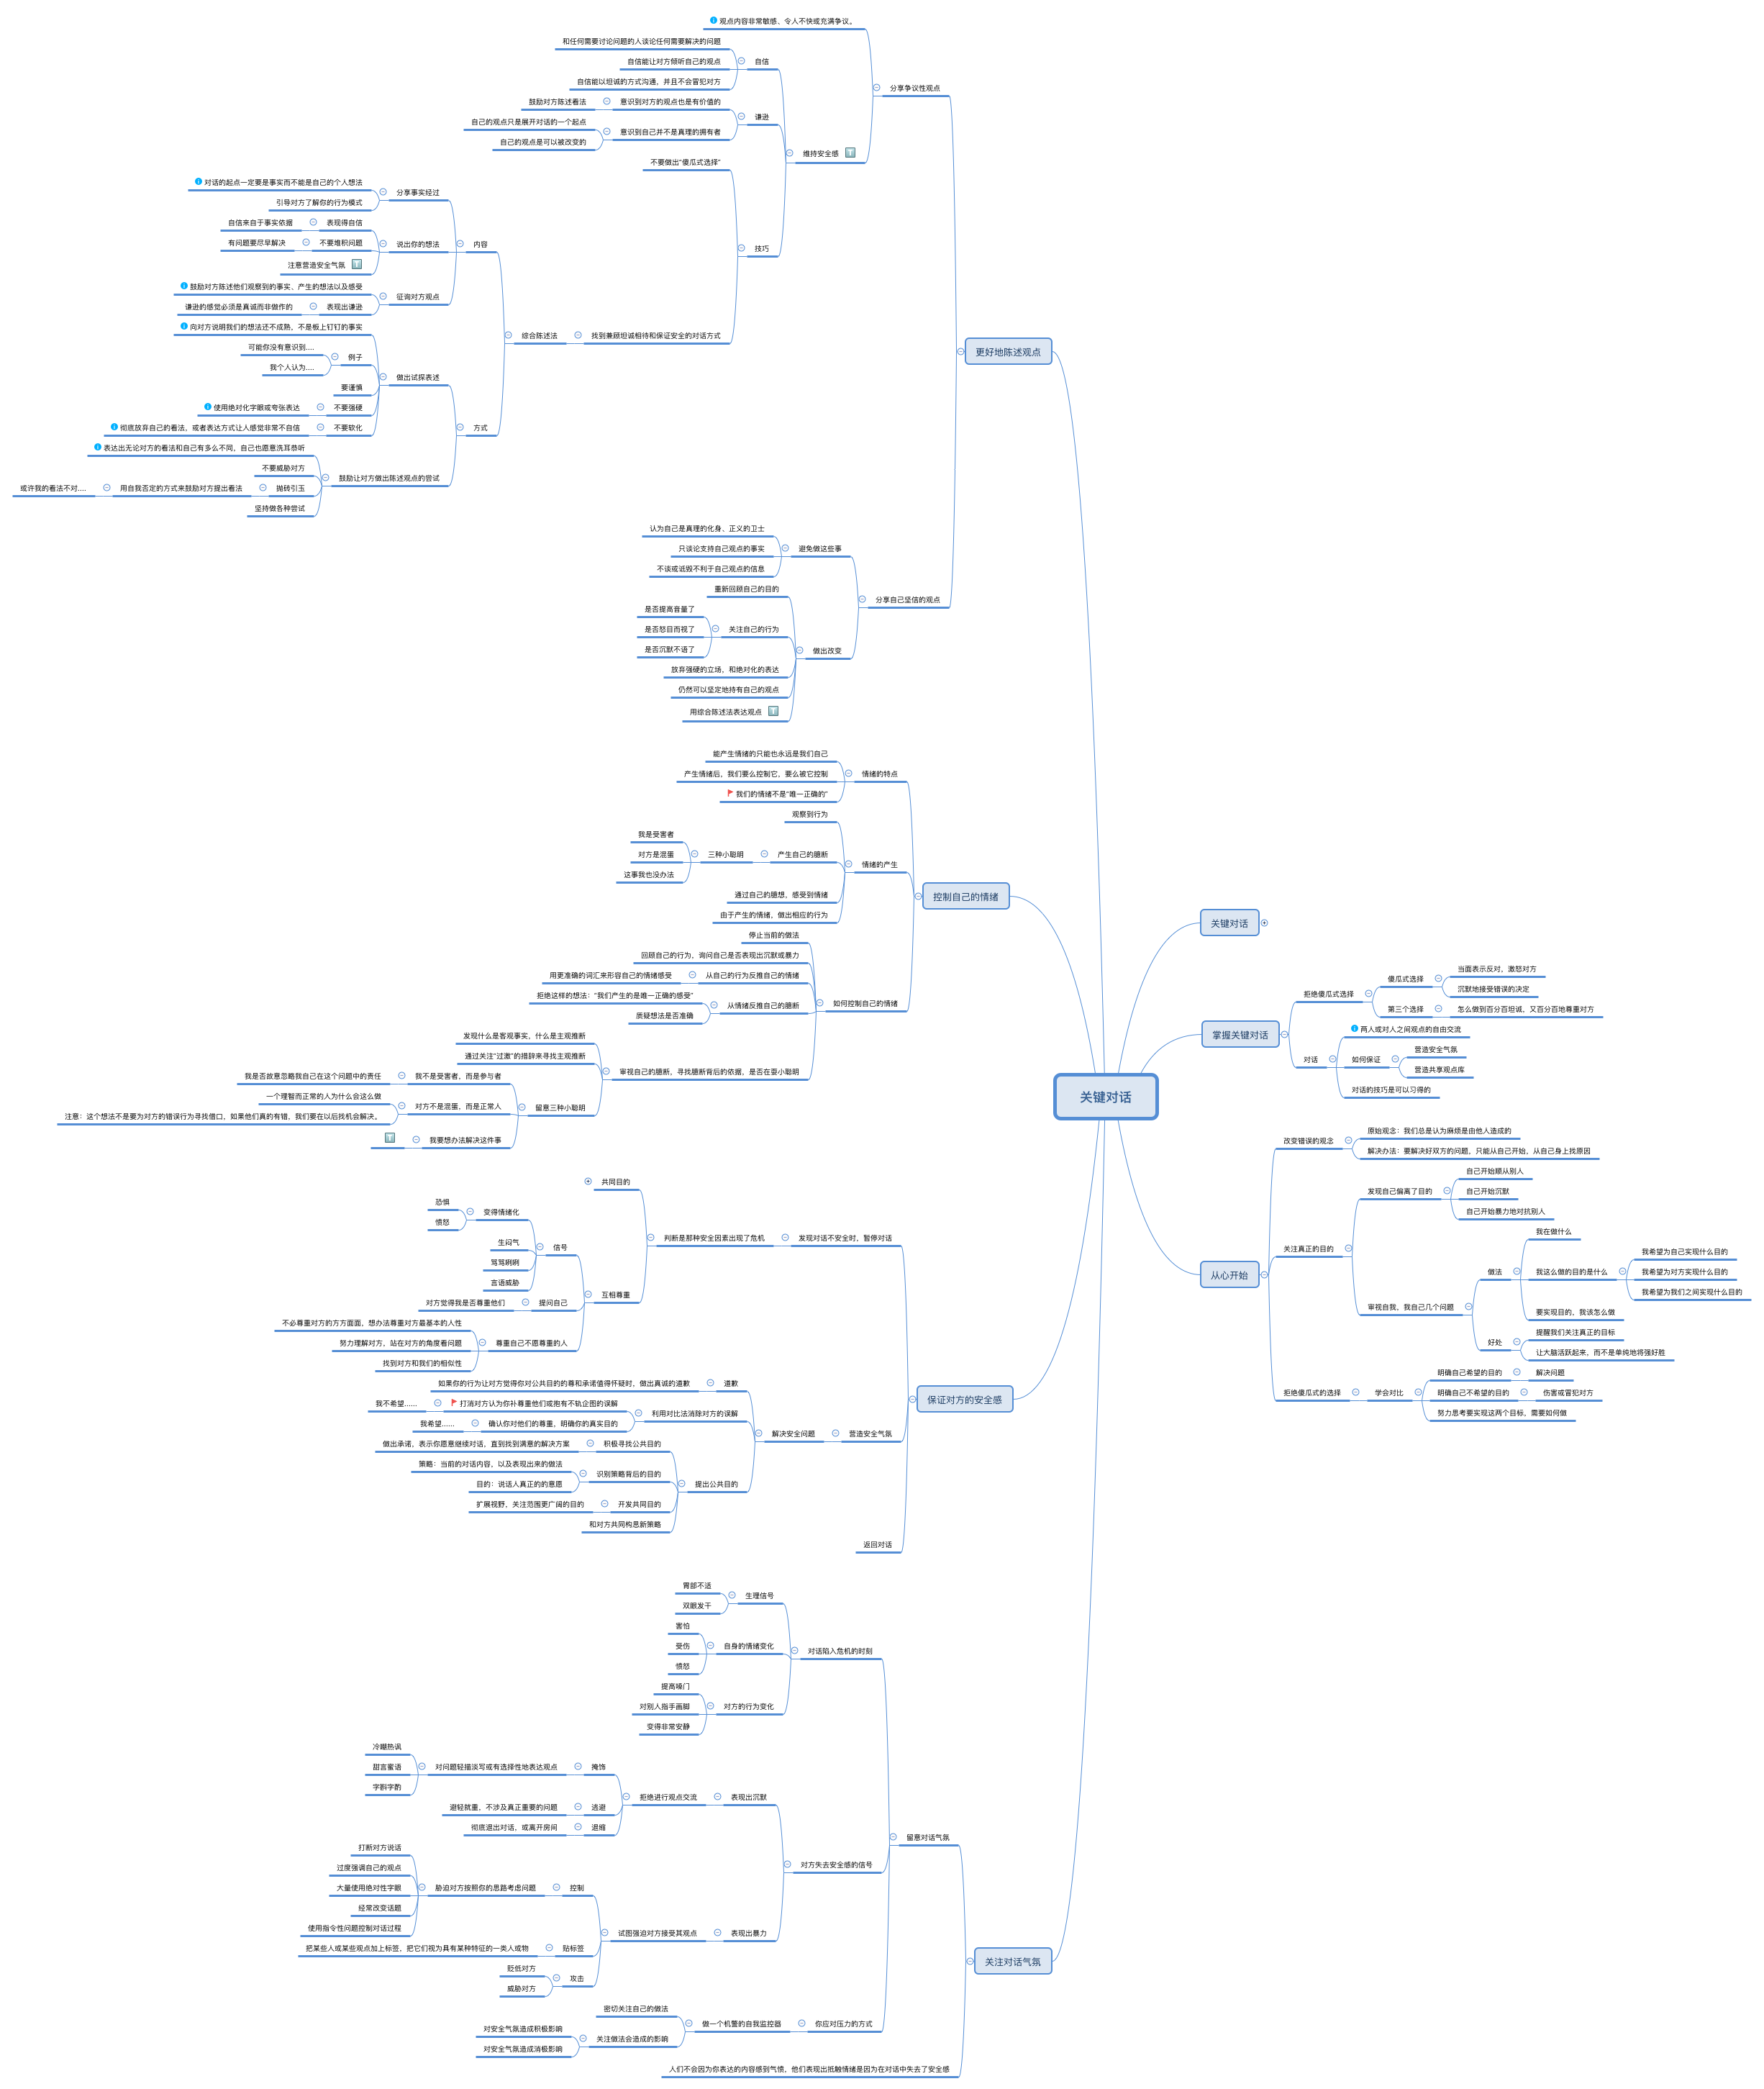 关键对话
关键对话
掌握关键对话
拒绝傻瓜式选择
傻瓜式选择
当面表示反对，激怒对方
沉默地接受错误的决定
第三个选择
怎么做到百分百坦诚，又百分百地尊重对方
对话
两人或对人之间观点的自由交流
如何保证
营造安全气氛
营造共享观点库
对话的技巧是可以习得的
从心开始
改变错误的观念
原始观念：我们总是认为麻烦是由他人造成的
解决办法：要解决好双方的问题，只能从自己开始，从自己身上找原因
关注真正的目的
发现自己偏离了目的
自己开始顺从别人
自己开始沉默
自己开始暴力地对抗别人
审视自我，我自己几个问题
做法
我在做什么
我这么做的目的是什么
我希望为自己实现什么目的
我希望为对方实现什么目的
我希望为我们之间实现什么目的
要实现目的，我该怎么做
好处
提醒我们关注真正的目标
让大脑活跃起来，而不是单纯地将强好胜
拒绝傻瓜式的选择
学会对比
明确自己希望的目的
解决问题
明确自己不希望的目的
伤害或冒犯对方
努力思考要实现这两个目标，需要如何做
更好地陈述观点
分享争议性观点
观点内容非常敏感、令人不快或充满争议。
维持安全感
自信
和任何需要讨论问题的人谈论任何需要解决的问题
自信能让对方倾听自己的观点
自信能以坦诚的方式沟通，并且不会冒犯对方
谦逊
意识到对方的观点也是有价值的
鼓励对方陈述看法
意识到自己并不是真理的拥有者
自己的观点只是展开对话的一个起点
自己的观点是可以被改变的
技巧
不要做出“傻瓜式选择”
找到兼顾坦诚相待和保证安全的对话方式
综合陈述法
内容
分享事实经过
对话的起点一定要是事实而不能是自己的个人想法
引导对方了解你的行为模式
说出你的想法
表现得自信
自信来自于事实依据
不要堆积问题
有问题要尽早解决
注意营造安全气氛
征询对方观点
鼓励对方陈述他们观察到的事实、产生的想法以及感受
表现出谦逊
谦逊的感觉必须是真诚而非做作的
方式
做出试探表述
向对方说明我们的想法还不成熟，不是板上钉钉的事实
例子
可能你没有意识到....
我个人认为....
要谨慎
不要强硬
使用绝对化字眼或夸张表达
不要软化
彻底放弃自己的看法，或者表达方式让人感觉非常不自信
鼓励让对方做出陈述观点的尝试
表达出无论对方的看法和自己有多么不同，自己也愿意洗耳恭听
不要威胁对方
抛砖引玉
用自我否定的方式来鼓励对方提出看法
或许我的看法不对....
坚持做各种尝试
分享自己坚信的观点
避免做这些事
认为自己是真理的化身、正义的卫士
只谈论支持自己观点的事实
不谈或诋毁不利于自己观点的信息
做出改变
重新回顾自己的目的
关注自己的行为
是否提高音量了
是否怒目而视了
是否沉默不语了
放弃强硬的立场，和绝对化的表达
仍然可以坚定地持有自己的观点
用综合陈述法表达观点
控制自己的情绪
情绪的特点
能产生情绪的只能也永远是我们自己
产生情绪后，我们要么控制它，要么被它控制
我们的情绪不是“唯一正确的”
情绪的产生
观察到行为
产生自己的臆断
三种小聪明
我是受害者
对方是混蛋
这事我也没办法
通过自己的臆想，感受到情绪
由于产生的情绪，做出相应的行为
如何控制自己的情绪
停止当前的做法
回顾自己的行为，询问自己是否表现出沉默或暴力
从自己的行为反推自己的情绪
用更准确的词汇来形容自己的情绪感受
从情绪反推自己的臆断
拒绝这样的想法：“我们产生的是唯一正确的感受”
质疑想法是否准确
审视自己的臆断，寻找臆断背后的依据，是否在耍小聪明
发现什么是客观事实，什么是主观推断
通过关注“过激”的措辞来寻找主观推断
留意三种小聪明
我不是受害者，而是参与者
我是否故意忽略我自己在这个问题中的责任
对方不是混蛋，而是正常人
一个理智而正常的人为什么会这么做
注意：这个想法不是要为对方的错误行为寻找借口，如果他们真的有错，我们要在以后找机会解决。
我要想办法解决这件事
保证对方的安全感
发现对话不安全时，暂停对话
判断是那种安全因素出现了危机
共同目的
互相尊重
信号
变得情绪化
恐惧
愤怒
生闷气
骂骂咧咧
言语威胁
提问自己
对方觉得我是否尊重他们
尊重自己不愿尊重的人
不必尊重对方的方方面面，想办法尊重对方最基本的人性
努力理解对方，站在对方的角度看问题
找到对方和我们的相似性
营造安全气氛
解决安全问题
道歉
如果你的行为让对方觉得你对公共目的的尊和承诺值得怀疑时，做出真诚的道歉
利用对比法消除对方的误解
打消对方认为你补尊重他们或抱有不轨企图的误解
我不希望......
确认你对他们的尊重，明确你的真实目的
我希望......
提出公共目的
积极寻找公共目的
做出承诺，表示你愿意继续对话，直到找到满意的解决方案
识别策略背后的目的
策略：当前的对话内容，以及表现出来的做法
目的：说话人真正的的意愿
开发共同目的
扩展视野，关注范围更广阔的目的
和对方共同构思新策略
返回对话
关注对话气氛
留意对话气氛
对话陷入危机的时刻
生理信号
胃部不适
双眼发干
自身的情绪变化
害怕
受伤
愤怒
对方的行为变化
提高嗓门
对别人指手画脚
变得非常安静
对方失去安全感的信号
表现出沉默
拒绝进行观点交流
掩饰
对问题轻描淡写或有选择性地表达观点
冷嘲热讽
甜言蜜语
字斟字酌
逃避
避轻就重，不涉及真正重要的问题
退缩
彻底退出对话，或离开房间
表现出暴力
试图强迫对方接受其观点
控制
胁迫对方按照你的思路考虑问题
打断对方说话
过度强调自己的观点
大量使用绝对性字眼
经常改变话题
使用指令性问题控制对话过程
贴标签
把某些人或某些观点加上标签，把它们视为具有某种特征的一类人或物
攻击
贬低对方
威胁对方
你应对压力的方式
做一个机警的自我监控器
密切关注自己的做法
关注做法会造成的影响
对安全气氛造成积极影响
对安全气氛造成消极影响
人们不会因为你表达的内容感到气愤，他们表现出抵触情绪是因为在对话中失去了安全感